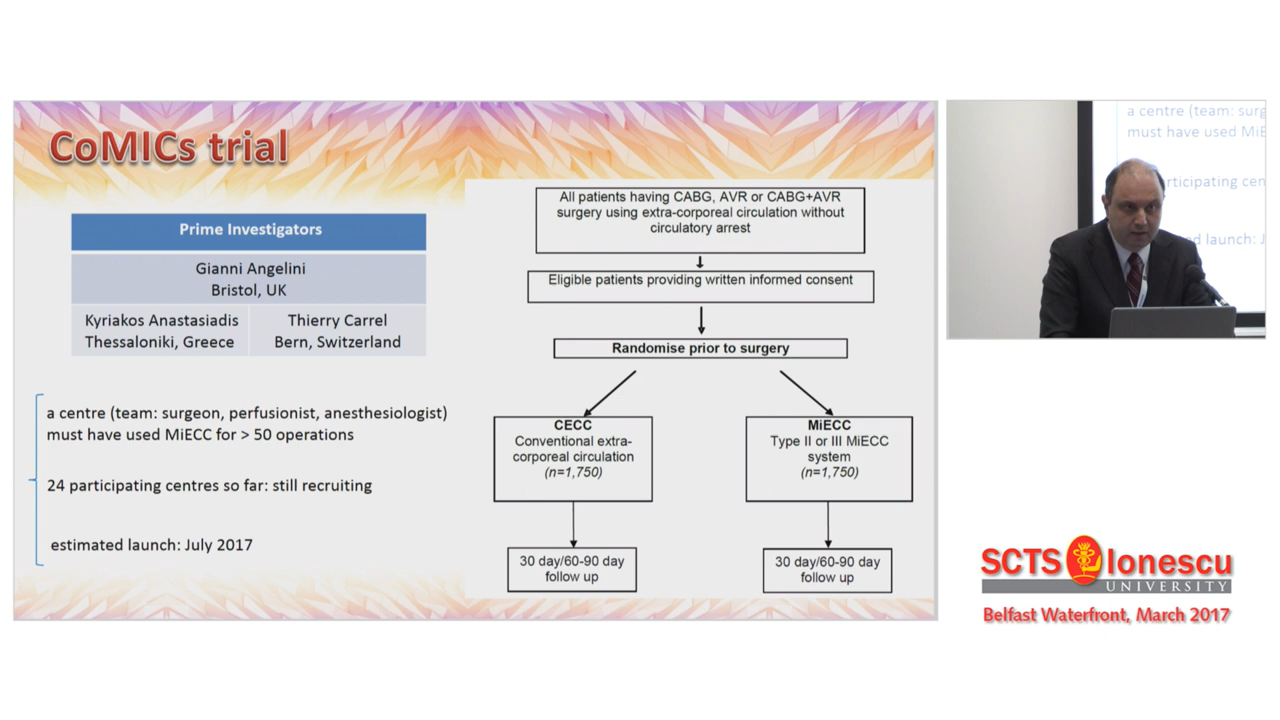 CoMICs trial
Prime Investigators
Gianni Angelini
Bristol, UK
Kyriakos Anastasiadis
Thessaloniki, Greece
Thierry Carrel
Bern, Switzerland
a centre (team: surgeon, perfusionist, anesthesiologist)
must have used MiECC for > 50 operations
24 participating centres so far: still recruiting
estimated launch: July 2017
All patients having CABG, AVR or CABG+AVR
surgery using extra-corporeal circulation without
circulatory arrest
Eligible patients providing written informed consent
Randomise prior to surgery
CECC
Conventional extra-
corporeal circulation
(n=1,750)
MiECC
Type II or III MiECC
system
(n=1,750)
30 day/60-90 day
follow up
30 day/60-90 day
follow up
a centre (team: surg
must have used MiE
rticipating cen
ed launch: J
SCTS Ionescu
UNIVERSITY
Belfast Waterfront, March 2017